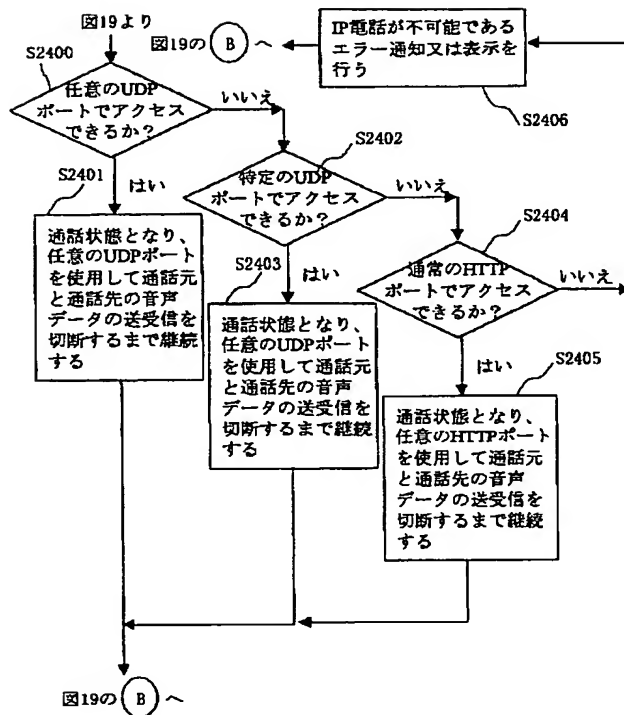 図19より
S2400
任意のUDP
ポートでアクセス
できるか？
いいえ
はい
S2401
通話状態となり、
任意のUDPポート
を使用して通話元
と通話先の音声
データの送受信を
切断するまで継続
する
S2402
特定のUDP
ポートでアクセス
できるか？
いいえ
はい
S2403
通話状態となり、
任意のUDPポート
を使用して通話元
と通話先の音声
データの送受信を
切断するまで継続
する
S2404
通常のHTTP
ポートでアクセス
できるか？
いいえ
はい
S2405
通話状態となり、
任意のHTTPポート
を使用して通話元
と通話先の音声
データの送受信を
切断するまで継続
する
IP電話が不可能である
エラー通知又は表示を
行う
S2406
図19の B へ
図19の B へ